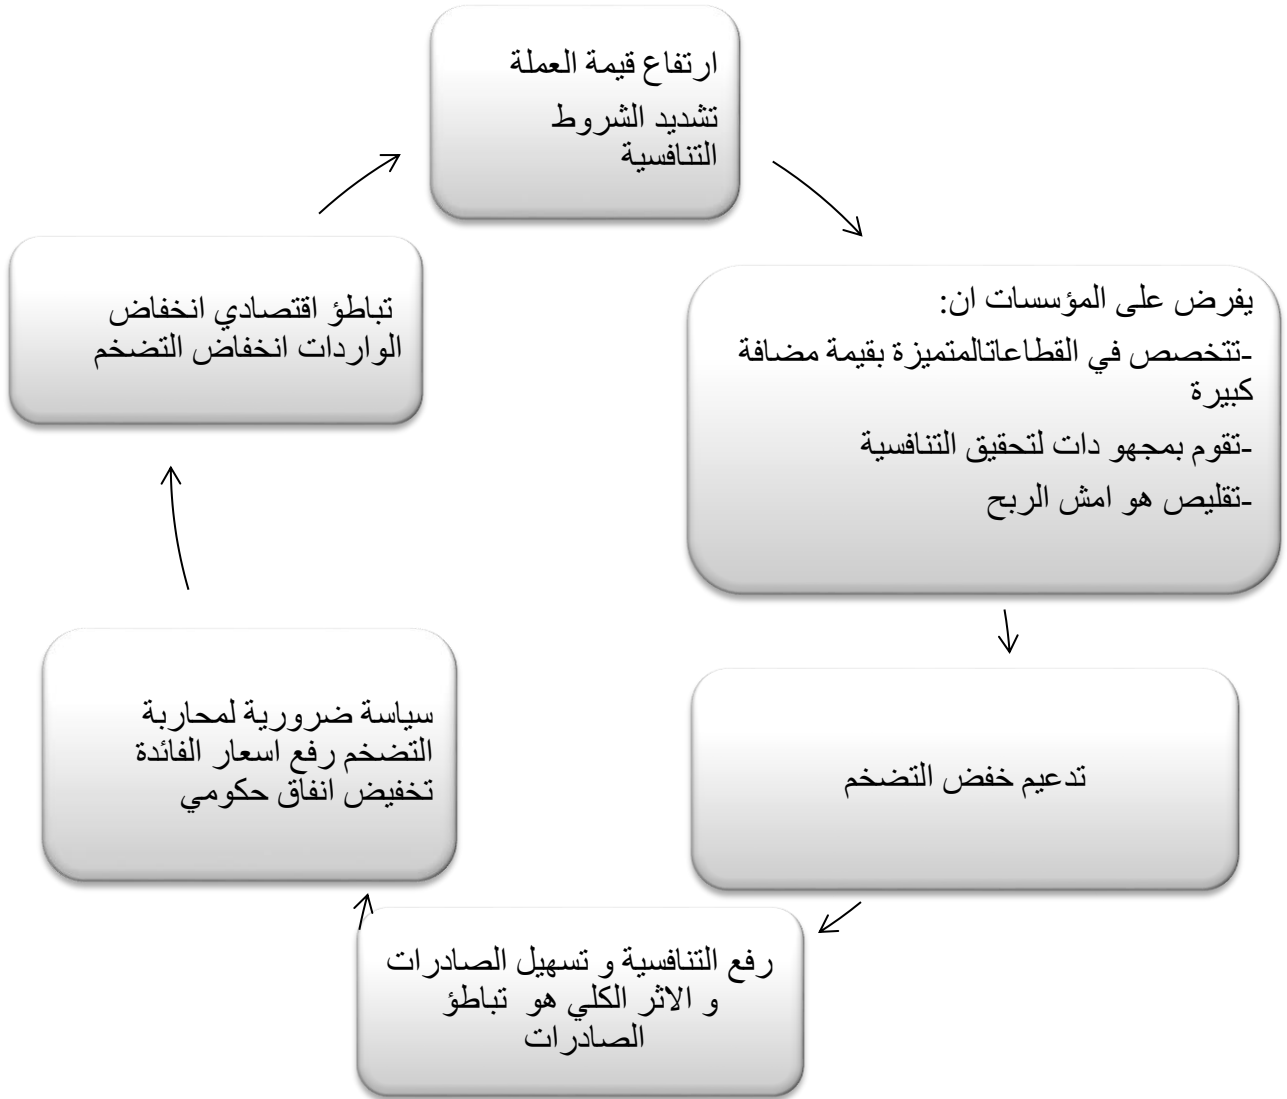 ارتفاع قيمة العملة
تشديد الشروط
التنافسية
يفرض على المؤسسات ان:
-تتخصص في القطاعاتالمتميزة بقيمة مضافة
كبيرة
-تقوم بمجهو دات لتحقيق التنافسية
-تقليص هو امش الربح
تدعيم خفض التضخم
رفع التنافسية و تسهيل الصادرات
و الاثر الكلي هو تباطؤ
الصادرات
سياسة ضرورية لمحاربة
التضخم رفع اسعار الفائدة
تخفيض انفاق حكومي
تباطؤ اقتصادي انخفاض
الواردات انخفاض التضخم